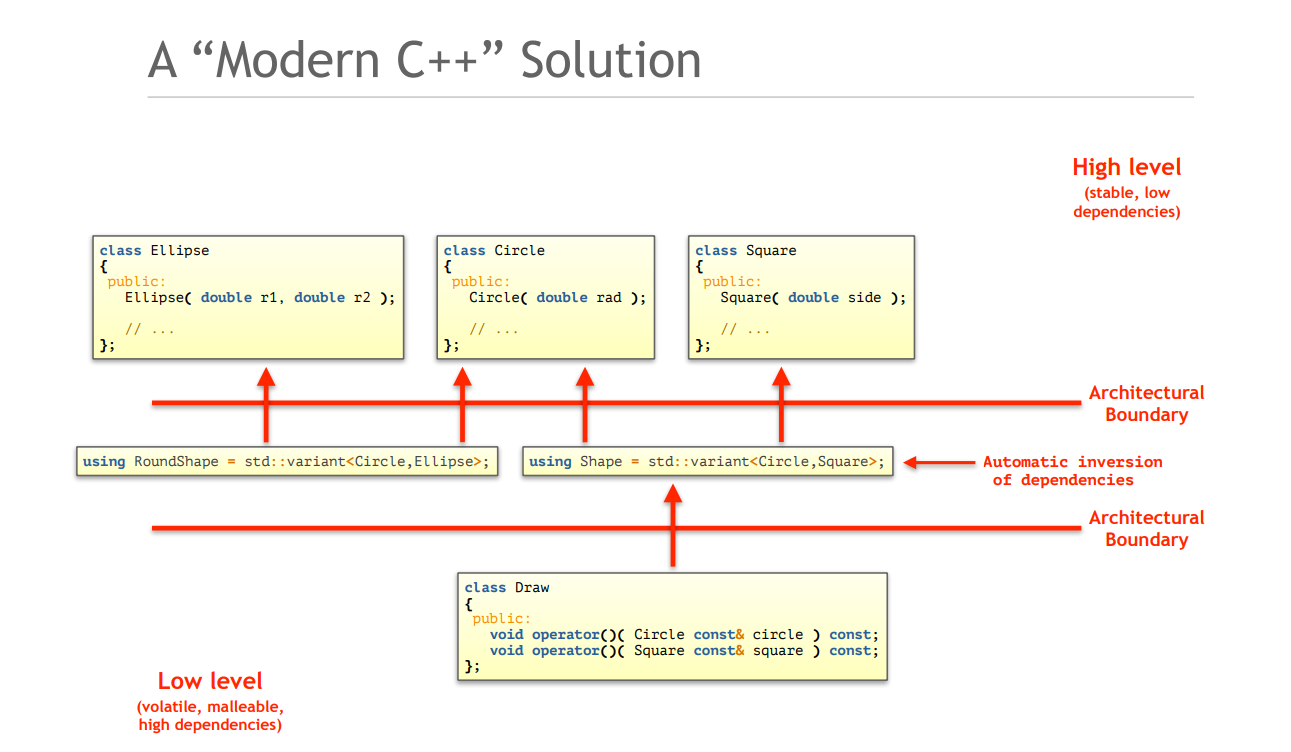 A “Modern C++” Solution
High level
(stable, low
dependencies)
class Ellipse
{
public:
Ellipse( double r1, double r2 );
// ...
};
class Circle
{
public:
Circle( double rad );
// ...
};
class Square
{
public:
Square( double side );
// ...
};
Architectural
Boundary
using RoundShape = std::variant<Circle,Ellipse>;
using Shape = std::variant<Circle,Square>;
Automatic inversion
of dependencies
Architectural
Boundary
class Draw
{
public:
void operator()( Circle const& circle ) const;
void operator()( Square const& square ) const;
};
Low level
(volatile, malleable,
high dependencies)